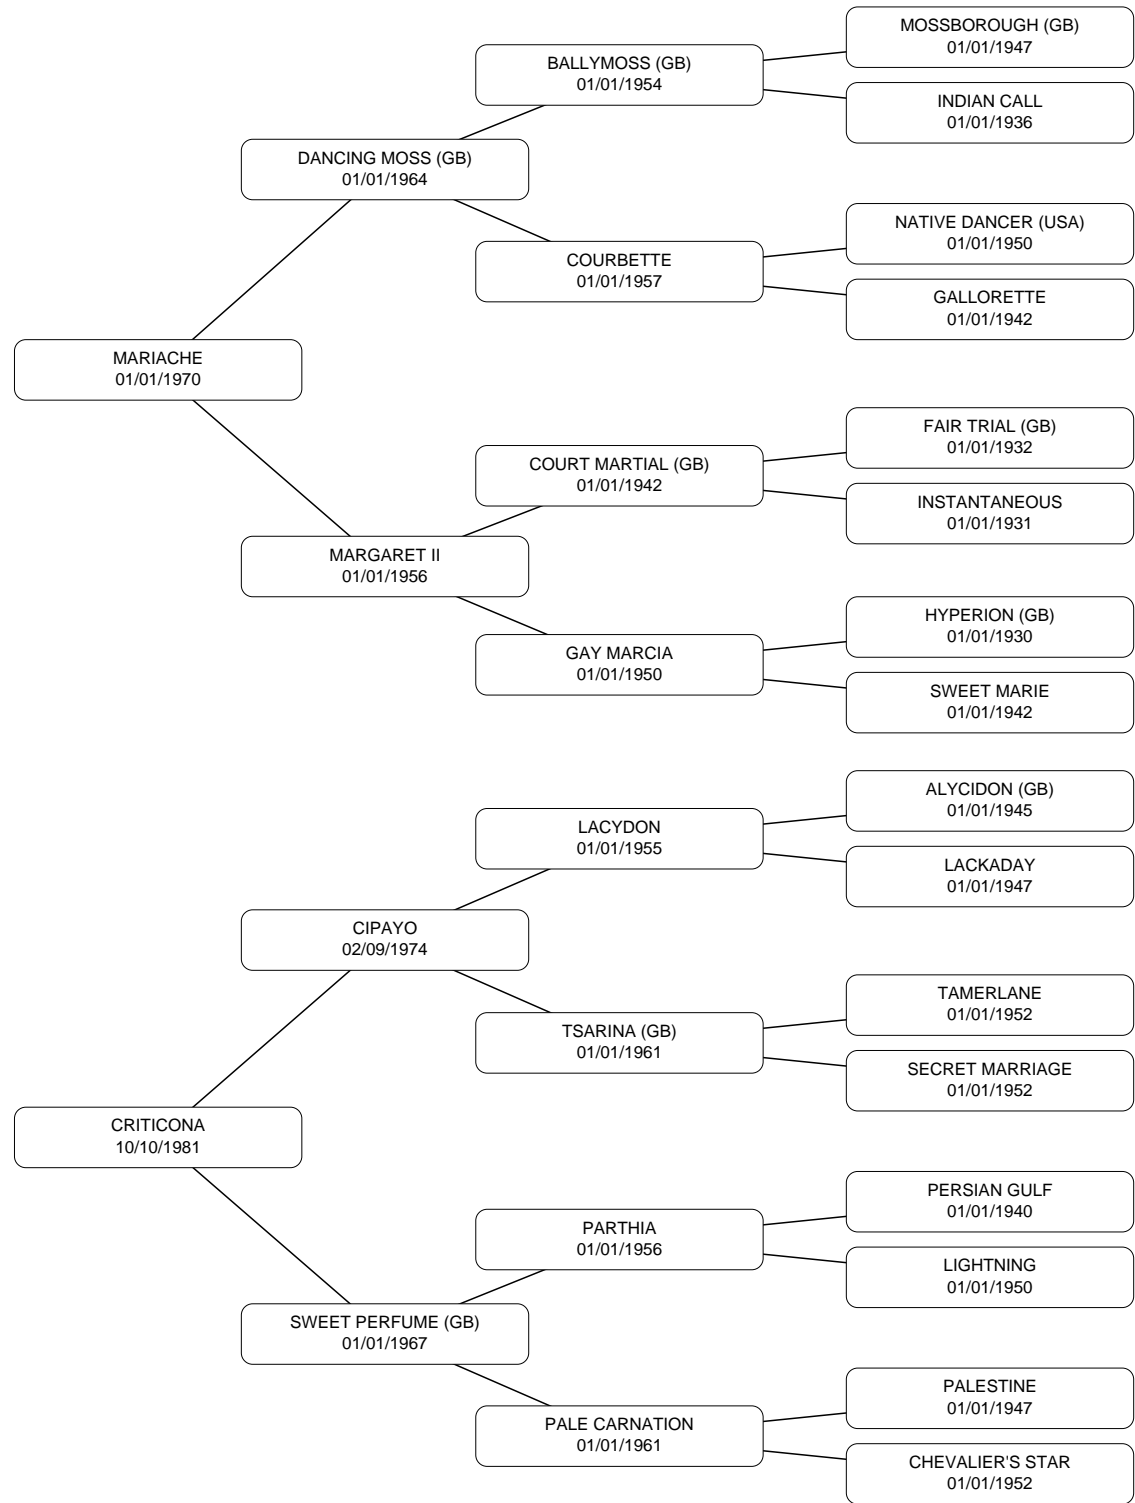 MOSSBOROUGH (GB)
01/01/1947
BALLYMOSS (GB)
01/01/1954
INDIAN CALL
01/01/1936
DANCING MOSS (GB)
01/01/1964
NATIVE DANCER (USA)
01/01/1950
COURBETTE
01/01/1957
GALLORETTE
01/01/1942
MARIACHE
01/01/1970
FAIR TRIAL (GB)
01/01/1932
COURT MARTIAL (GB)
01/01/1942
INSTANTANEOUS
01/01/1931
MARGARET II
01/01/1956
HYPERION (GB)
01/01/1930
GAY MARCIA
01/01/1950
SWEET MARIE
01/01/1942
ALYCIDON (GB)
01/01/1945
LACYDON
01/01/1955
LACKADAY
01/01/1947
CIPAYO
02/09/1974
TAMERLANE
01/01/1952
TSARINA (GB)
01/01/1961
SECRET MARRIAGE
01/01/1952
CRITICONA
10/10/1981
PERSIAN GULF
01/01/1940
PARTHIA
01/01/1956
LIGHTNING
01/01/1950
SWEET PERFUME (GB)
01/01/1967
PALESTINE
01/01/1947
PALE CARNATION
01/01/1961
CHEVALIER'S STAR
01/01/1952